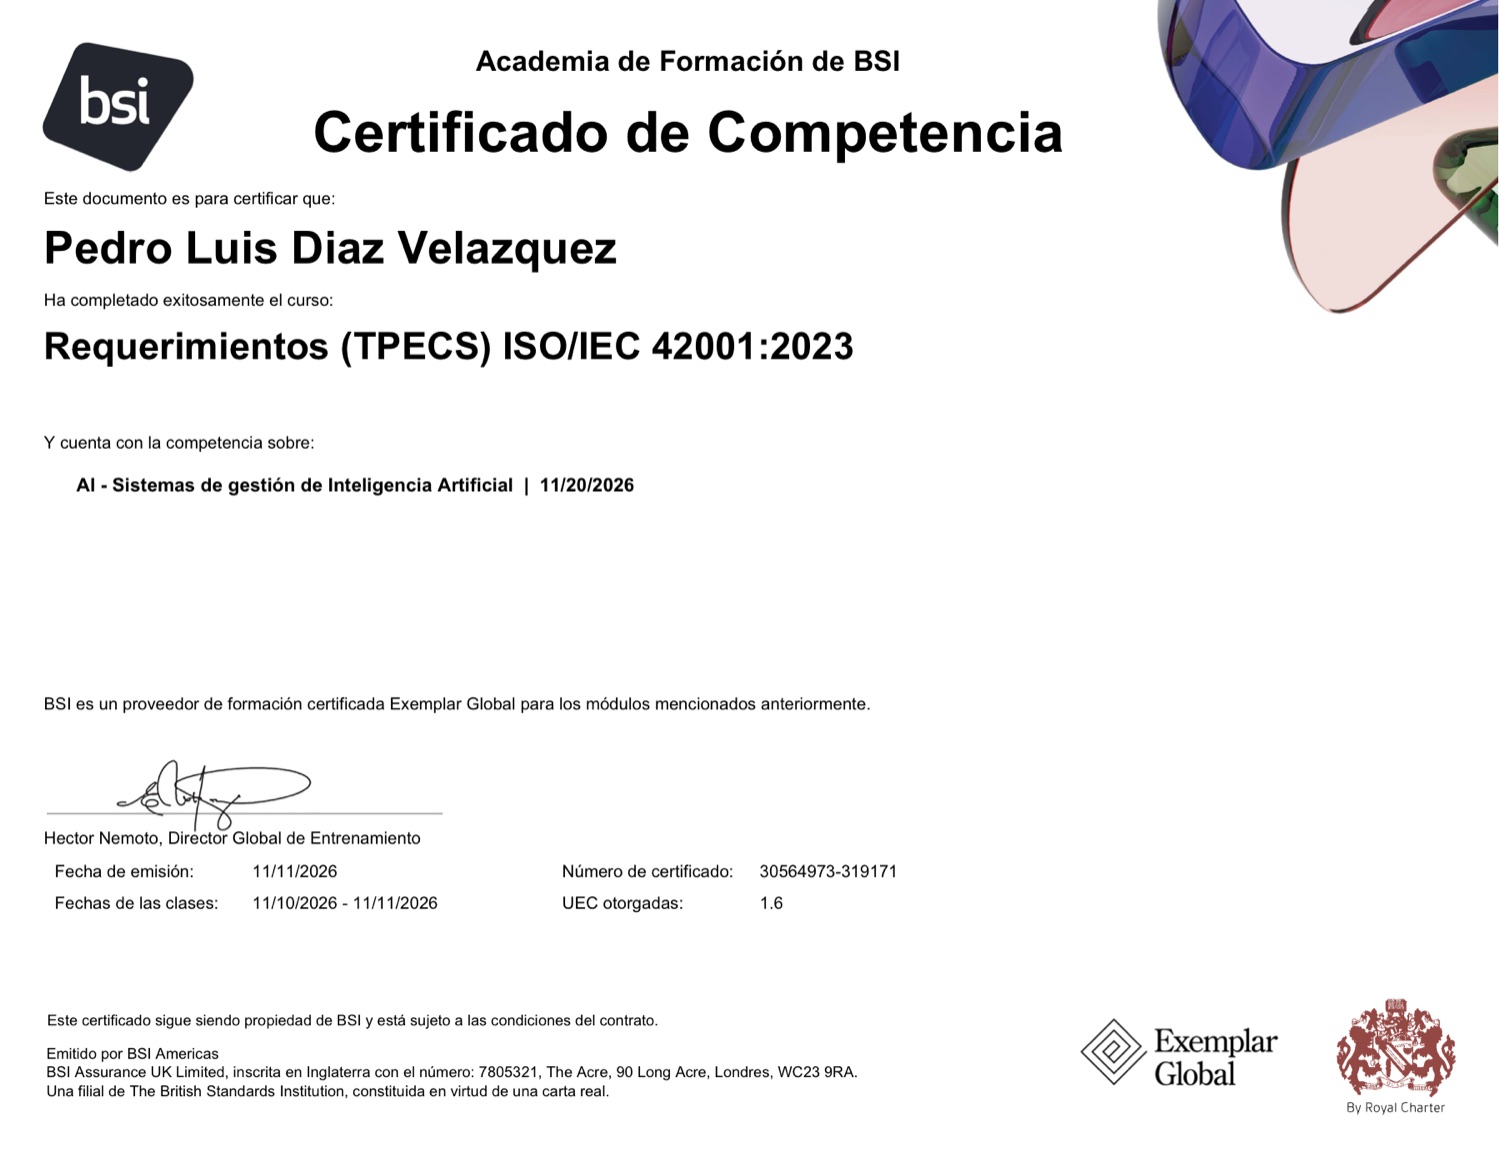 bsi
Academia de Formación de BSI
Certificado de Competencia
Este documento es para certificar que:
Pedro Luis Diaz Velazquez
Ha completado exitosamente el curso:
Requerimientos (TPECS) ISO/IEC 42001:2023
Y cuenta con la competencia sobre:
AI - Sistemas de gestión de Inteligencia Artificial | 11/20/2026
BSI es un proveedor de formación certificada Exemplar Global para los módulos mencionados anteriormente.
Hector Nemoto, Director Global de Entrenamiento
Fecha de emisión: 11/11/2026 Número de certificado: 30564973-319171
Fechas de las clases: 11/10/2026 - 11/11/2026 UEC otorgadas: 1.6
Este certificado sigue siendo propiedad de BSI y está sujeto a las condiciones del contrato.
Emitido por BSI Americas
BSI Assurance UK Limited, inscrita en Inglaterra con el número: 7805321, The Acre, 90 Long Acre, Londres, WC23 9RA.
Una filial de The British Standards Institution, constituida en virtud de una carta real.
Exemplar
Global
By Royal Charter